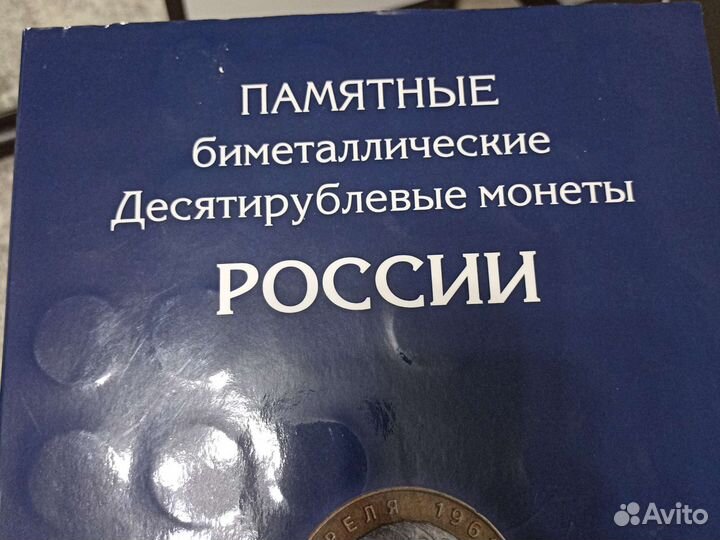 ПАМЯТНЫЕ
биметаллические
Десятирублевые монеты
РОССИИ
Avito